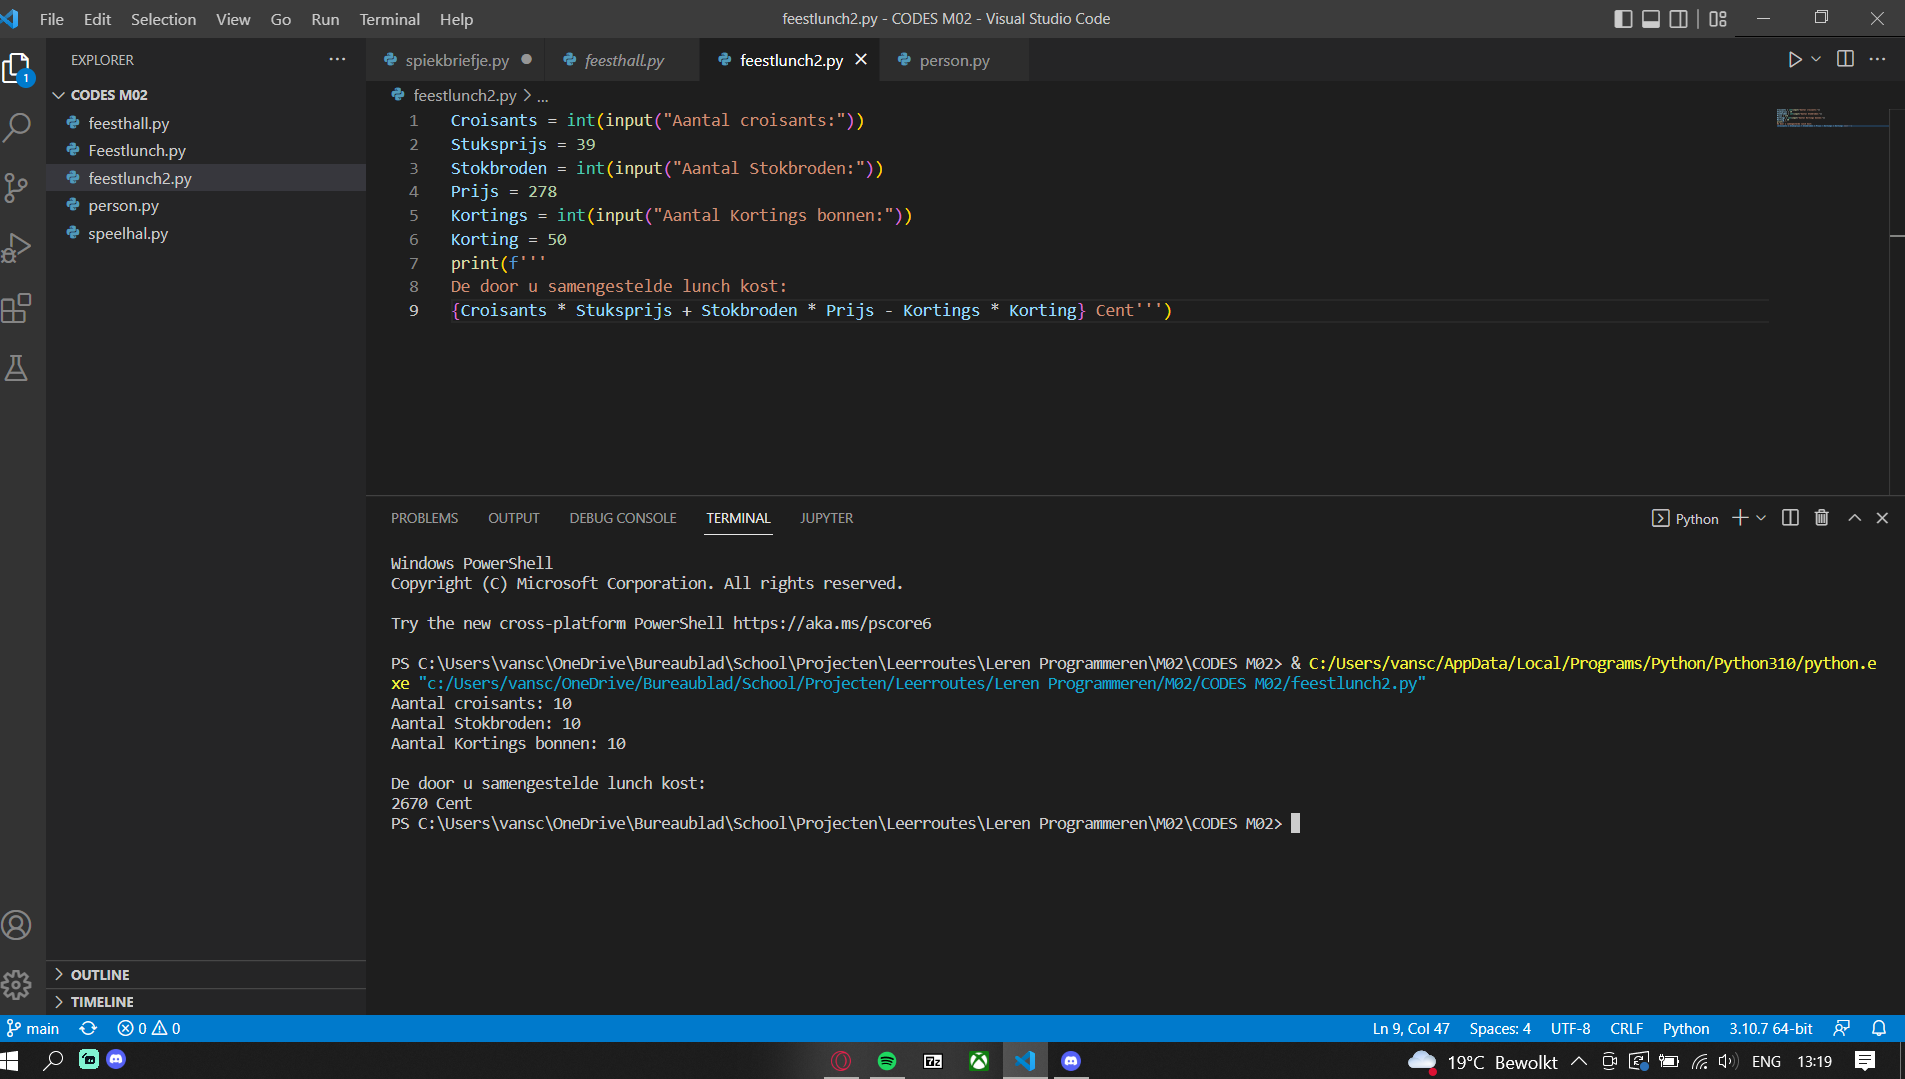 File Edit Selection View Go Run Terminal Help
feestlunch2.py - CODES M02 - Visual Studio Code
EXPLORER
spiekbriefje.py feesthall.py feestlunch2.py person.py
1
CODES M02
feesthall.py
Feestlunch.py
feestlunch2.py
person.py
speelhal.py
feestlunch2.py > ...
1 Croisants = int(input("Aantal croisants:"))
2 Stuksprijs = 39
3 Stokbroden = int(input("Aantal Stokbroden:"))
4 Prijs = 278
5 Kortings = int(input("Aantal Kortings bonnen:"))
6 Korting = 50
7 print(f'''
8 De door u samengestelde lunch kost:
9 {Croisants * Stuksprijs + Stokbroden * Prijs - Kortings * Korting} Cent''')
PROBLEMS OUTPUT DEBUG CONSOLE TERMINAL JUPYTER
Python
Windows PowerShell
Copyright (C) Microsoft Corporation. All rights reserved.
Try the new cross-platform PowerShell https://aka.ms/pscore6
PS C:\Users\vansc\OneDrive\Bureaublad\School\Projecten\Leerroutes\Leren Programmeren\M02\CODES M02> & C:/Users/vansc/AppData/Local/Programs/Python/Python310/python.e
xe "c:/Users/vansc/OneDrive/Bureaublad/School/Projecten/Leerroutes/Leren Programmeren/M02/CODES M02/feestlunch2.py"
Aantal croisants: 10
Aantal Stokbroden: 10
Aantal Kortings bonnen: 10
De door u samengestelde lunch kost:
2670 Cent
PS C:\Users\vansc\OneDrive\Bureaublad\School\Projecten\Leerroutes\Leren Programmeren\M02\CODES M02>
OUTLINE
TIMELINE
main 0 0
Ln 9, Col 47 Spaces: 4 UTF-8 CRLF Python 3.10.7 64-bit
7z
19°C Bewolkt ENG 13:19